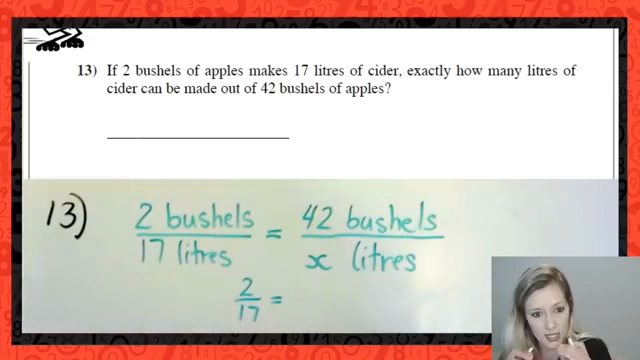 13) If 2 bushels of apples makes 17 litres of cider, exactly how many litres of
cider can be made out of 42 bushels of apples?
13) 2 bushels / 17 litres = 42 bushels / x litres
2 / 17 =